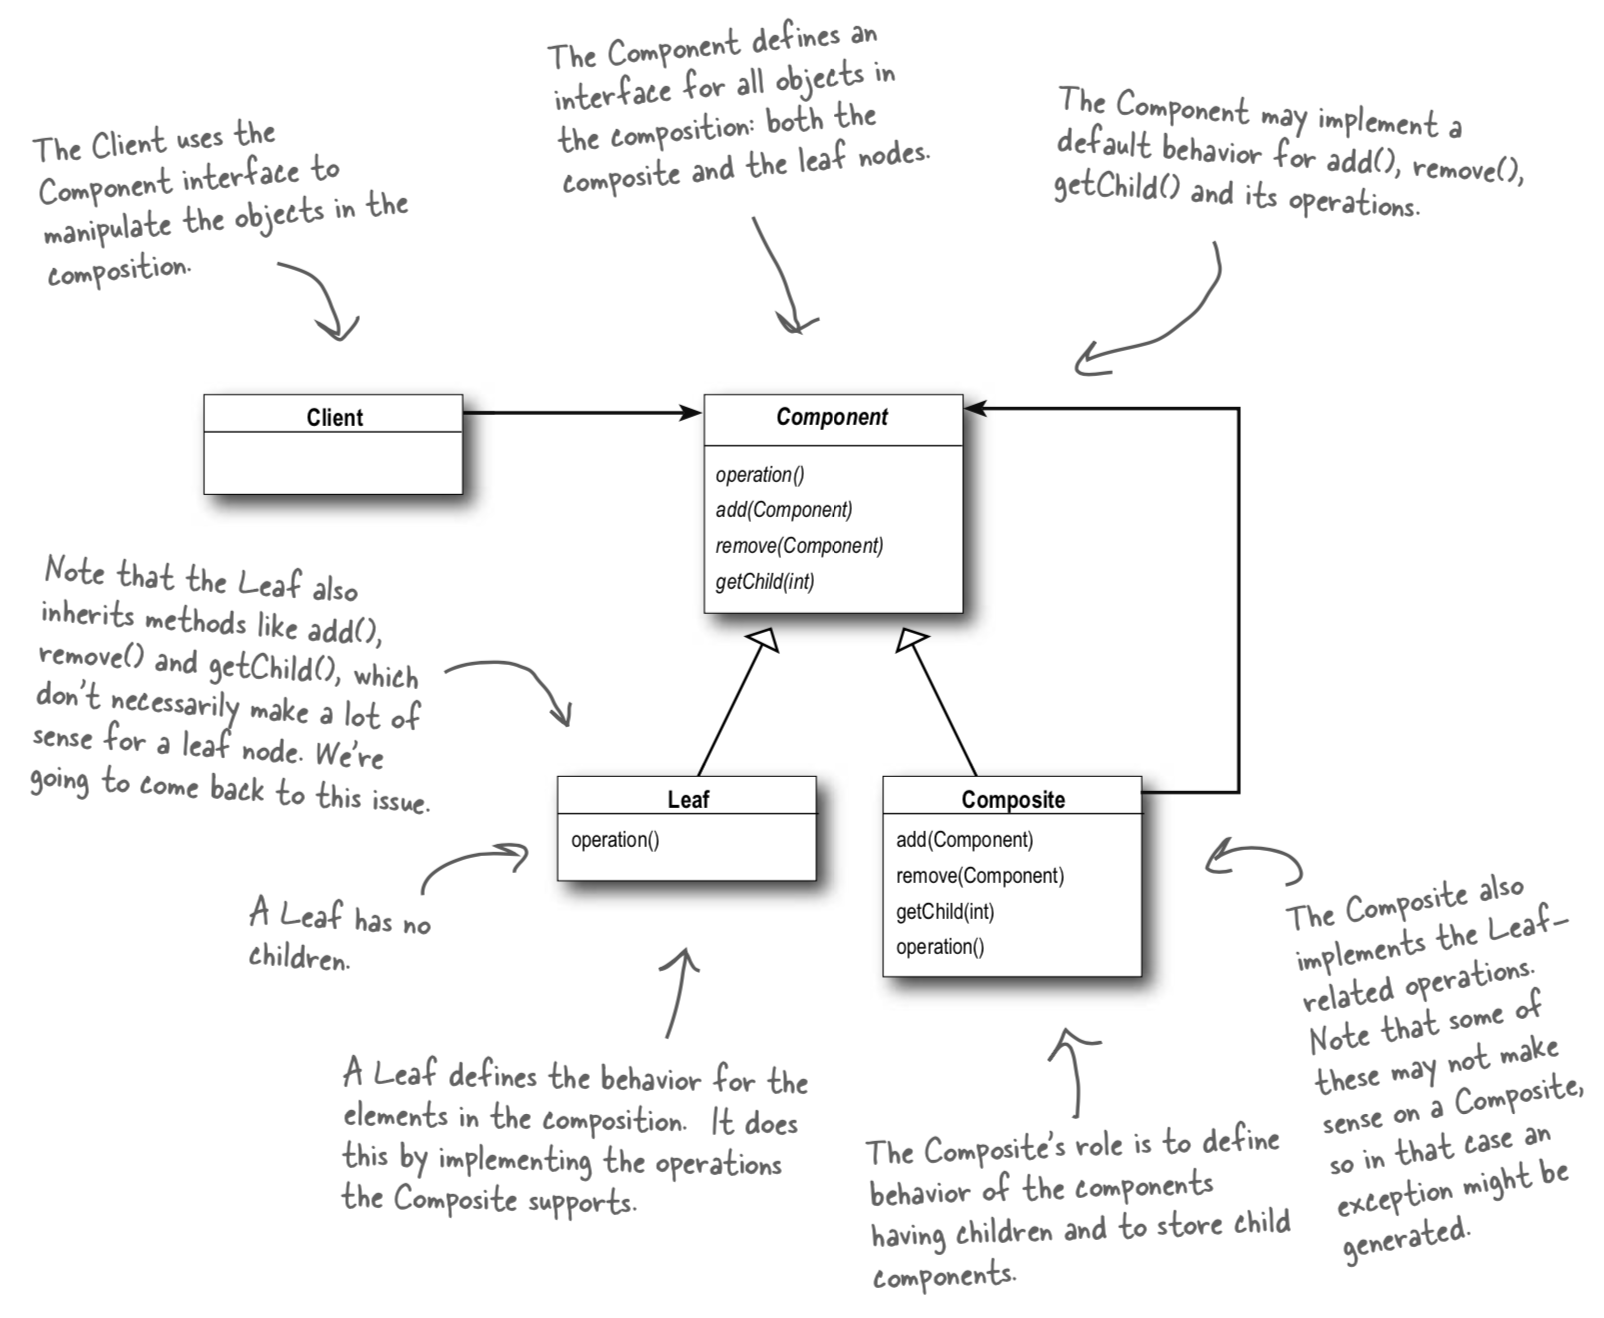 The Component defines an
interface for all objects in
the composition: both the
composite and the leaf nodes.
The Component may implement a
default behavior for add(), remove(),
getChild() and its operations.
The Client uses the
Component interface to
manipulate the objects in the
composition.
Client
Component
operation()
add(Component)
remove(Component)
getChild(int)
Note that the Leaf also
inherits methods like add(),
remove() and getChild(), which
don't necessarily make a lot of
sense for a leaf node. We're
going to come back to this issue.
Leaf
operation()
Composite
add(Component)
remove(Component)
getChild(int)
operation()
A Leaf has no
children.
The Composite also
implements the Leaf-
related operations.
Note that some of
these may not make
sense on a Composite,
so in that case an
exception might be
generated.
A Leaf defines the behavior for the
elements in the composition. It does
this by implementing the operations
the Composite supports.
The Composite's role is to define
behavior of the components
having children and to store child
components.